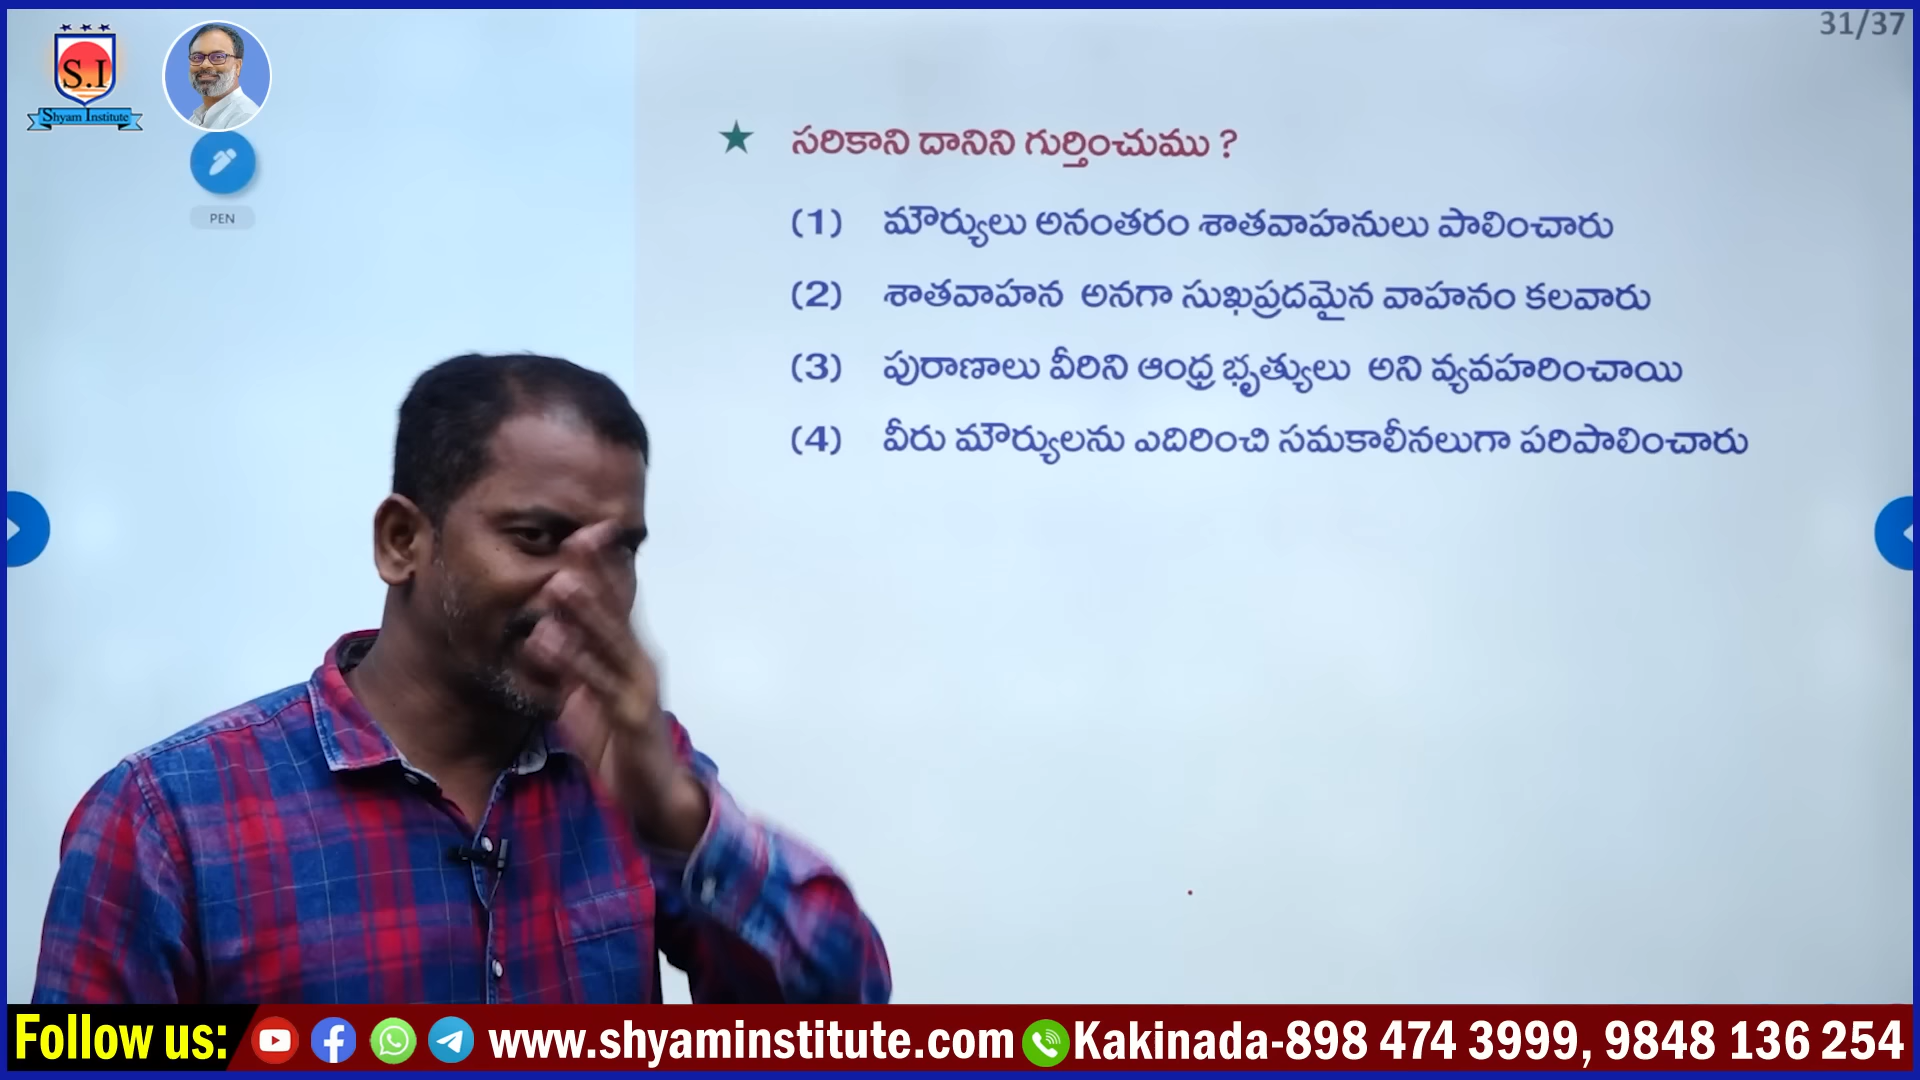 31/37
S.I
Shyam Institute
PEN
★ సరికాని దానిని గుర్తించుము ?
(1) మౌర్యులు అనంతరం శాతవాహనులు పాలించారు
(2) శాతవాహన అనగా సుఖప్రదమైన వాహనం కలవారు
(3) పురాణాలు వీరిని ఆంధ్ర భృత్యులు అని వ్యవహరించాయి
(4) వీరు మౌర్యులను ఎదిరించి సమకాలీనలుగా పరిపాలించారు
Follow us: www.shyaminstitute.com Kakinada-898 474 3999, 9848 136 254